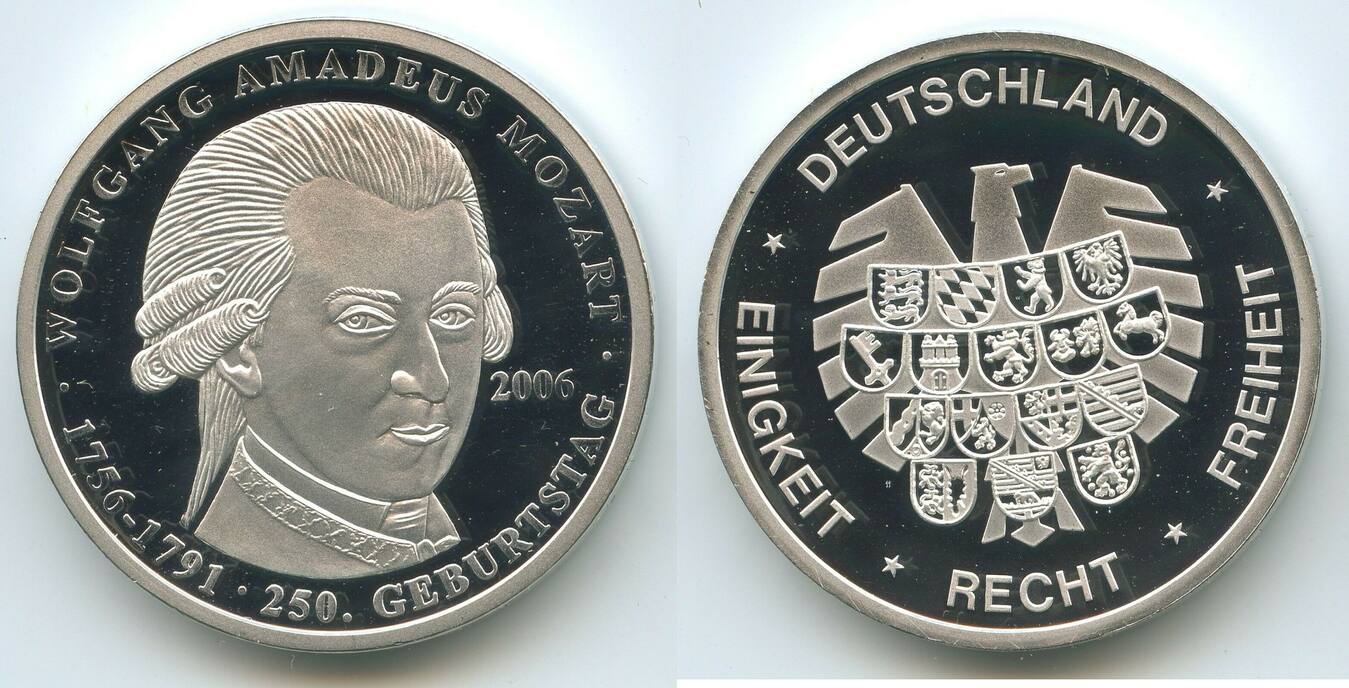 WOLFGANG AMADEUS MOZART · 1756-1791 · 250. GEBURTSTAG ·
2006
DEUTSCHLAND
EINIGKEIT
RECHT
FREIHEIT